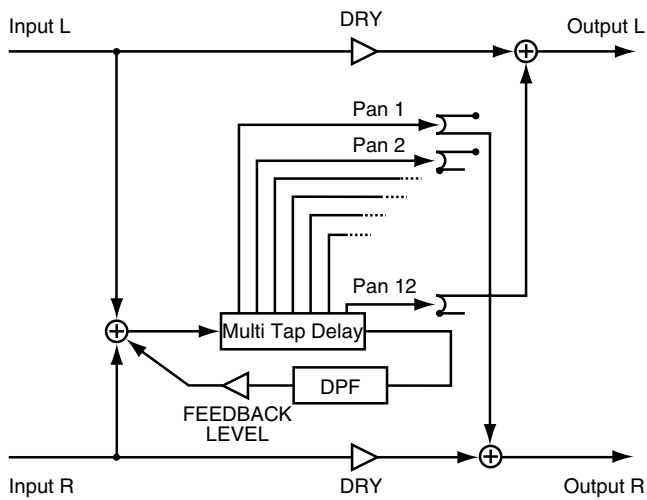 Input L
DRY
Output L
Pan 1
Pan 2
Pan 12
Multi Tap Delay
DPF
FEEDBACK
LEVEL
Input R
DRY
Output R